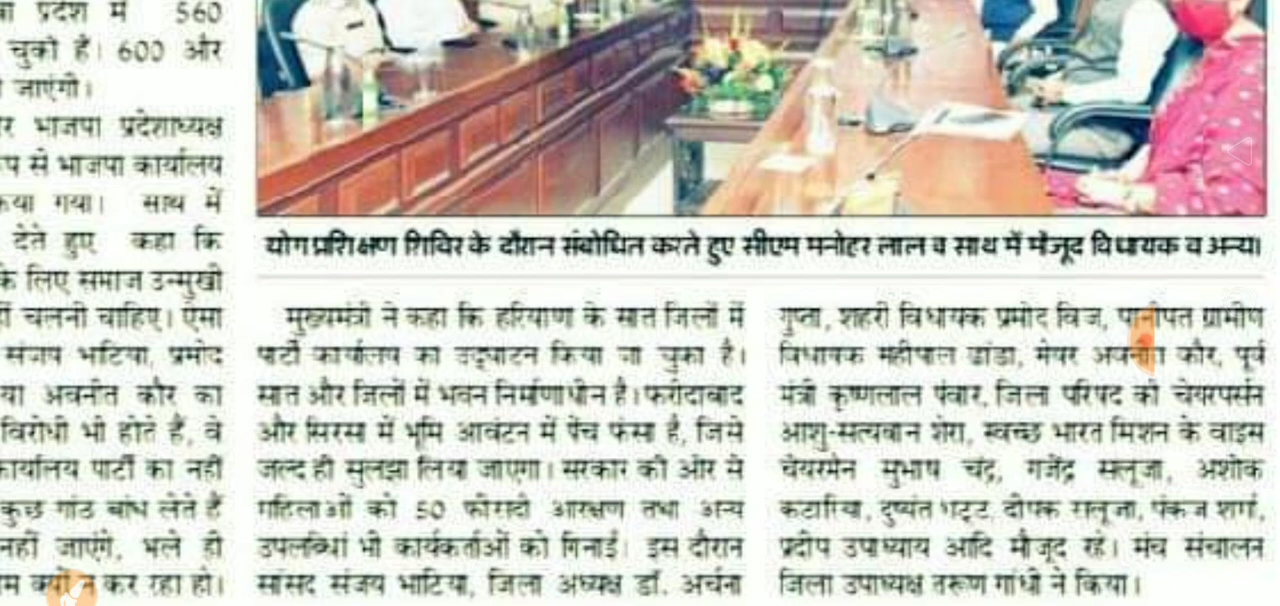 प्रदेश में 560
चुकी हैं। 600 और
जाएंगी।
भाजपा प्रदेशाध्यक्ष
से भाजपा कार्यालय
गया। साथ में
देते हुए कहा कि
के लिए समाज उन्मुखी
चलनी चाहिए। ऐसा
संजय भाटिया, प्रमोद
अवनीत कौर का
विरोधी भी होते हैं, वे
कार्यालय पार्टी का नहीं
कुछ गांठ बांध लेते हैं
नहीं जाएंगे, भले ही
कर रहा हो।
योग प्रशिक्षण शिविर के दौरान संबोधित करते हुए सीएम मनोहर लाल व साथ में मौजूद विधायक व अन्य।
मुख्यमंत्री ने कहा कि हरियाणा के सात जिलों में
पार्टी कार्यालय का उद्घाटन किया जा चुका है।
सात और जिलों में भवन निर्माणाधीन है। फरीदाबाद
और सिरसा में भूमि आवंटन में पेंच फंसा है, जिसे
जल्द ही सुलझा लिया जाएगा। सरकार की ओर से
महिलाओं को 50 फीसदी आरक्षण तथा अन्य
उपलब्धियां भी कार्यकर्ताओं को गिनाई। इस दौरान
सांसद संजय भाटिया, जिला अध्यक्ष डॉ. अर्चना
गुप्ता, शहरी विधायक प्रमोद विज, पानीपत ग्रामीण
विधायक महीपाल ढांडा, मेयर अवनीत कौर, पूर्व
मंत्री कृष्णलाल पंवार, जिला परिषद की चेयरपर्सन
आशु-सत्यवान शेरा, स्वच्छ भारत मिशन के वाइस
चेयरमैन सुभाष चंद्र, गजेंद्र सलूजा, अशोक
कटारिया, दुष्यंत भट्ट, दीपक सलूजा, पंकज शर्मा,
प्रदीप उपाध्याय आदि मौजूद रहे। मंच संचालन
जिला उपाध्यक्ष तरूण गांधी ने किया।